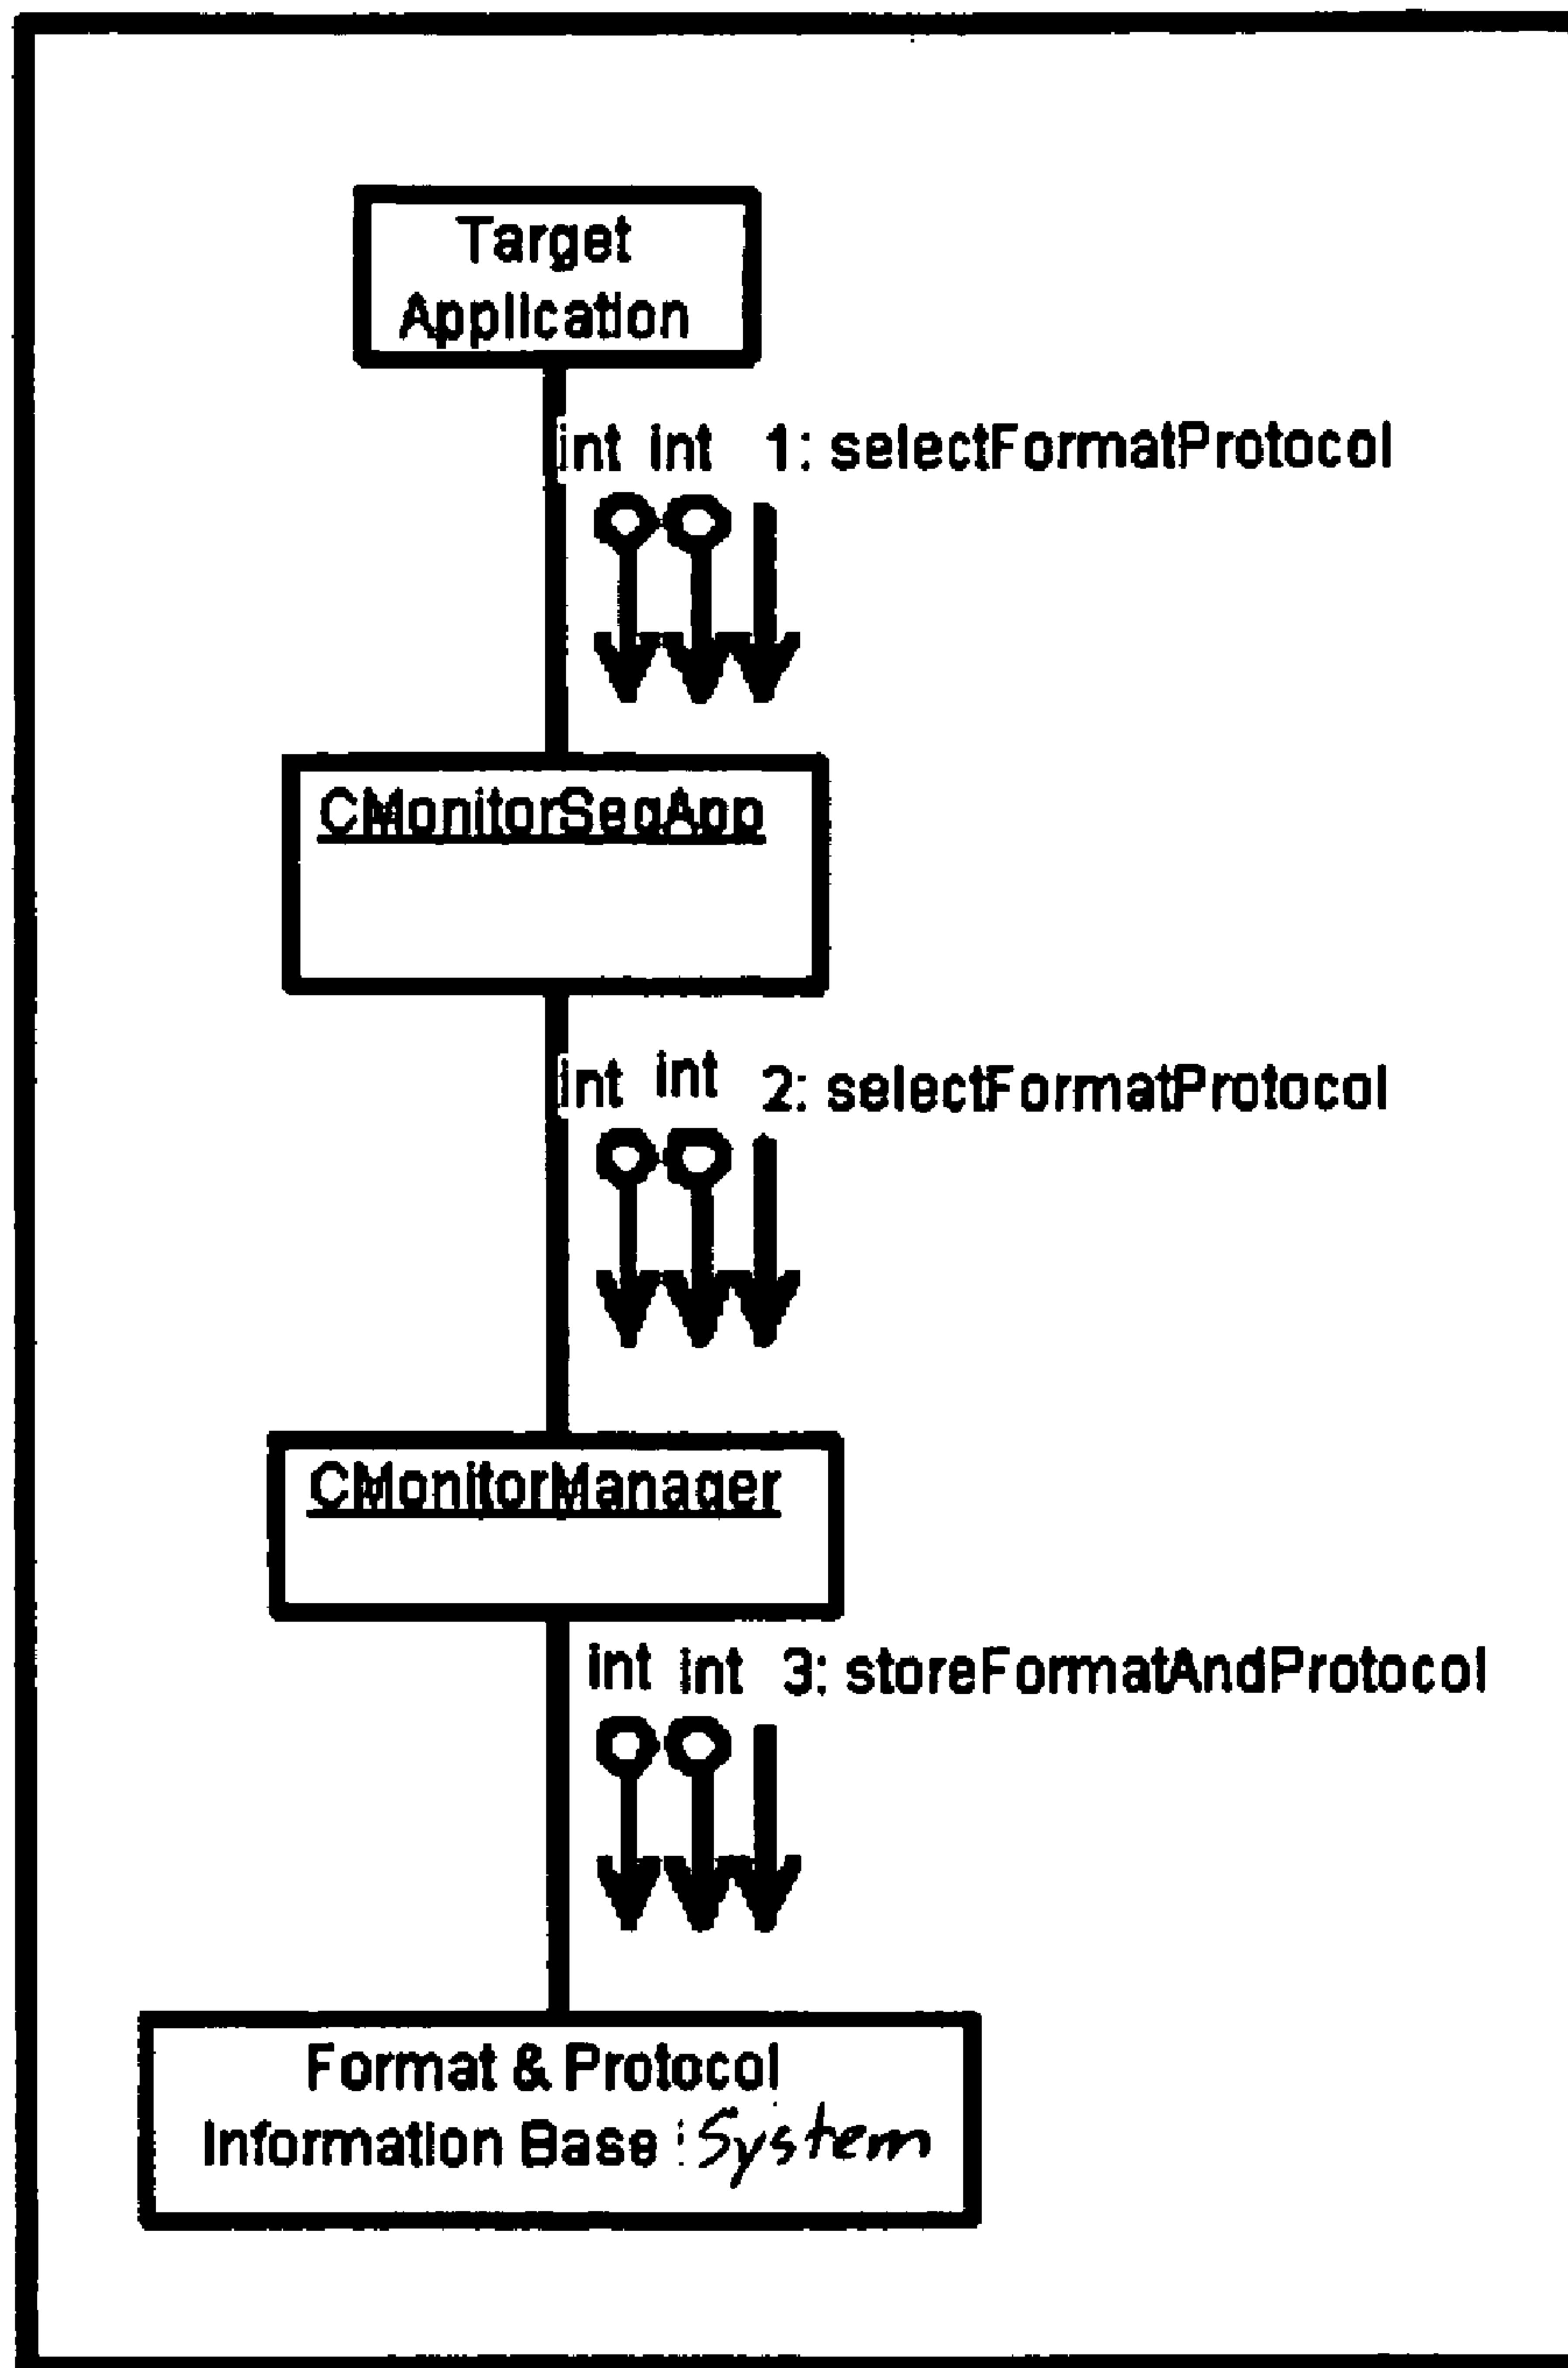 Target
Application
int int 1: selectFormatProtocol
CMonitorSeqApp
int int 2: selectFormatProtocol
CMonitorManager
int int 3: storeFormatAndProtocol
Format & Protocol
Information Base : System